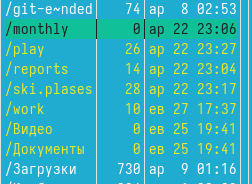 /git-e~nded 74 ар 8 02:53
/monthly 0 ар 22 23:06
/play 26 ар 22 23:27
/reports 14 ар 22 23:04
/ski.plases 28 ар 22 23:17
/work 10 ев 27 17:37
/Видео 0 ев 25 19:41
/Документы 0 ев 25 19:41
/Загрузки 730 ар 9 01:16